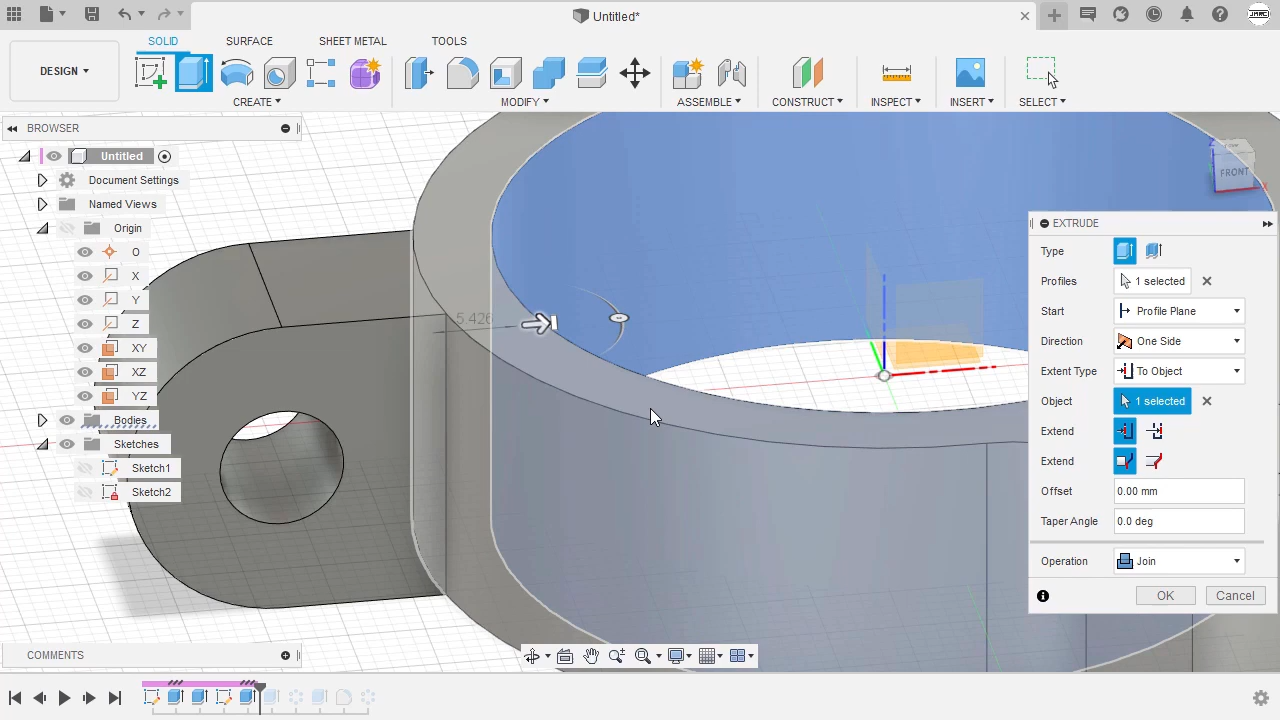 Untitled*
JMRC
SOLID SURFACE SHEET METAL TOOLS
DESIGN
CREATE MODIFY ASSEMBLE CONSTRUCT INSPECT INSERT SELECT
BROWSER
Untitled
Document Settings
Named Views
Origin
O
X
Y
Z
XY
XZ
YZ
Bodies
Sketches
Sketch1
Sketch2
5.426
Z
FRONT
EXTRUDE
Type
Profiles 1 selected
Start Profile Plane
Direction One Side
Extent Type To Object
Object 1 selected
Extend
Extend
Offset 0.00 mm
Taper Angle 0.0 deg
Operation Join
OK Cancel
COMMENTS